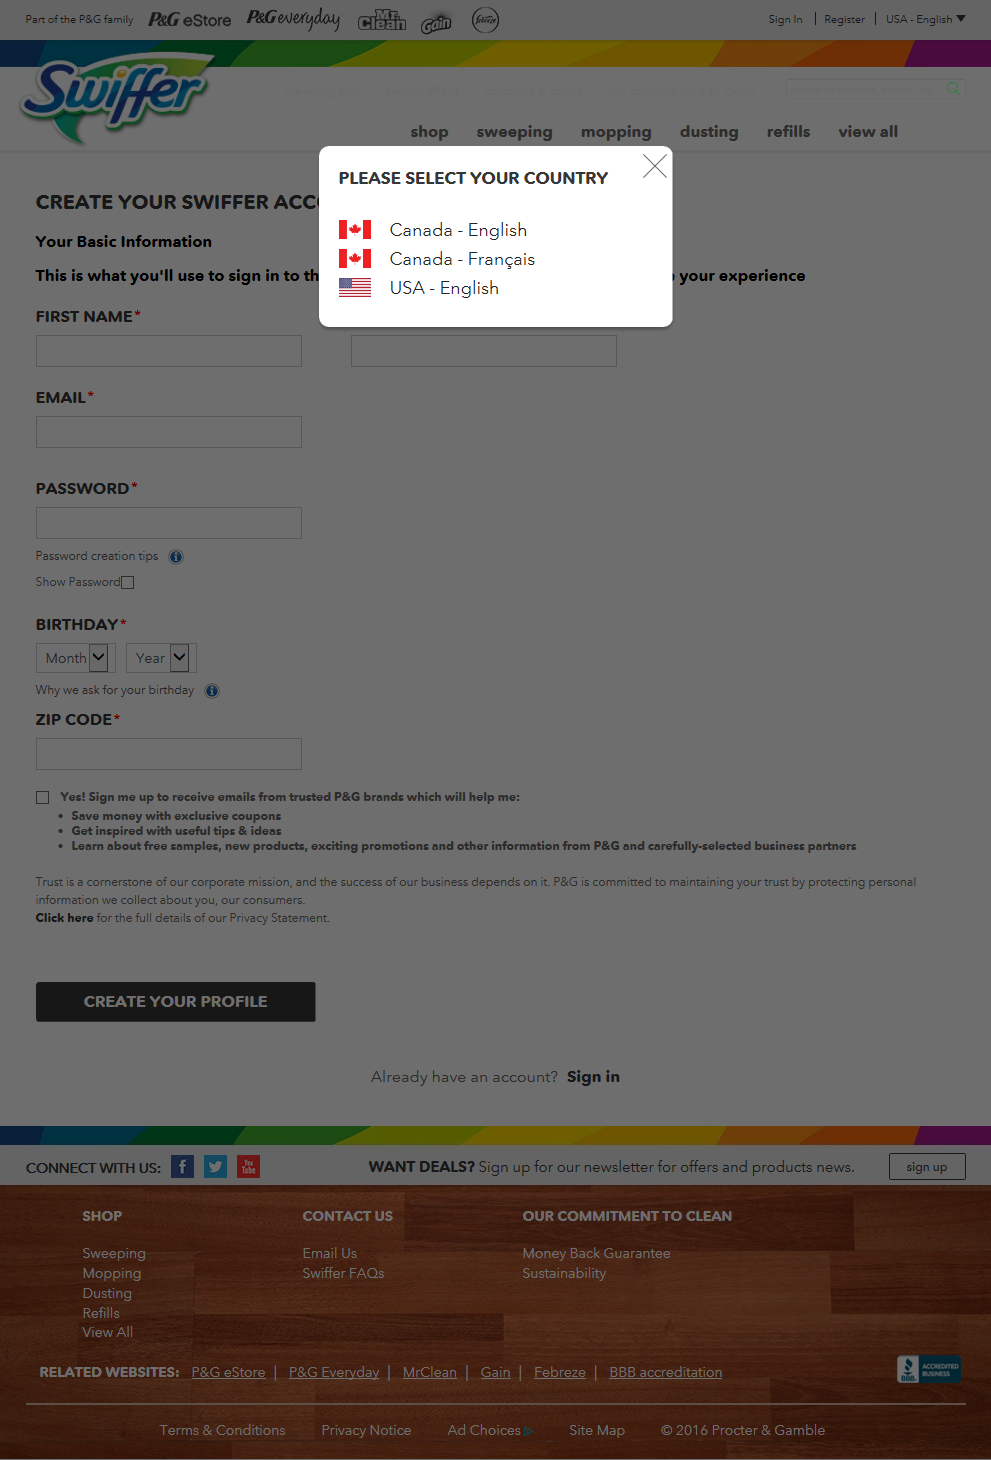 Part of the P&G family P&G eStore P&G everyday Mr. Clean Gain febreze Sign In | Register | USA - English
Swiffer
shop sweeping mopping dusting refills view all
PLEASE SELECT YOUR COUNTRY
Canada - English
Canada - Français
USA - English
CREATE YOUR SWIFFER ACCO
Your Basic Information
This is what you'll use to sign in to th your experience
FIRST NAME*
EMAIL*
PASSWORD*
Password creation tips
Show Password
BIRTHDAY*
Month Year
Why we ask for your birthday
ZIP CODE*
Yes! Sign me up to receive emails from trusted P&G brands which will help me:
• Save money with exclusive coupons
• Get inspired with useful tips & ideas
• Learn about free samples, new products, exciting promotions and other information from P&G and carefully-selected business partners
Trust is a cornerstone of our corporate mission, and the success of our business depends on it. P&G is committed to maintaining your trust by protecting personal
information we collect about you, our consumers.
Click here for the full details of our Privacy Statement.
CREATE YOUR PROFILE
Already have an account? Sign in
CONNECT WITH US: f You Tube WANT DEALS? Sign up for our newsletter for offers and products news. sign up
SHOP CONTACT US OUR COMMITMENT TO CLEAN
Sweeping Email Us Money Back Guarantee
Mopping Swiffer FAQs Sustainability
Dusting
Refills
View All
RELATED WEBSITES: P&G eStore | P&G Everyday | MrClean | Gain | Febreze | BBB accreditation BBB. ACCREDITED BUSINESS
Terms & Conditions Privacy Notice Ad Choices Site Map © 2016 Procter & Gamble